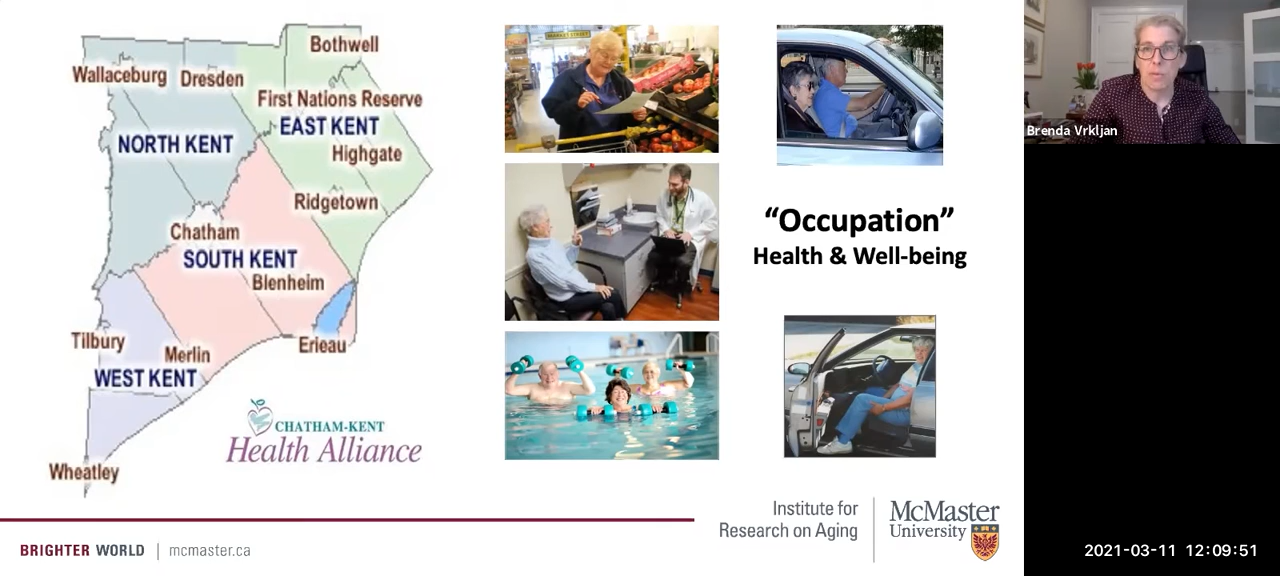 Bothwell
Wallaceburg
Dresden
First Nations Reserve
EAST KENT
NORTH KENT
Highgate
Ridgetown
Chatham
SOUTH KENT
Blenheim
Tilbury
Merlin
Erieau
WEST KENT
Wheatley
CHATHAM-KENT
Health Alliance
“Occupation”
Health & Well-being
Institute for
Research on Aging
McMaster
University
BRIGHTER WORLD | mcmaster.ca
Brenda Vrkljan
2021-03-11 12:09:51